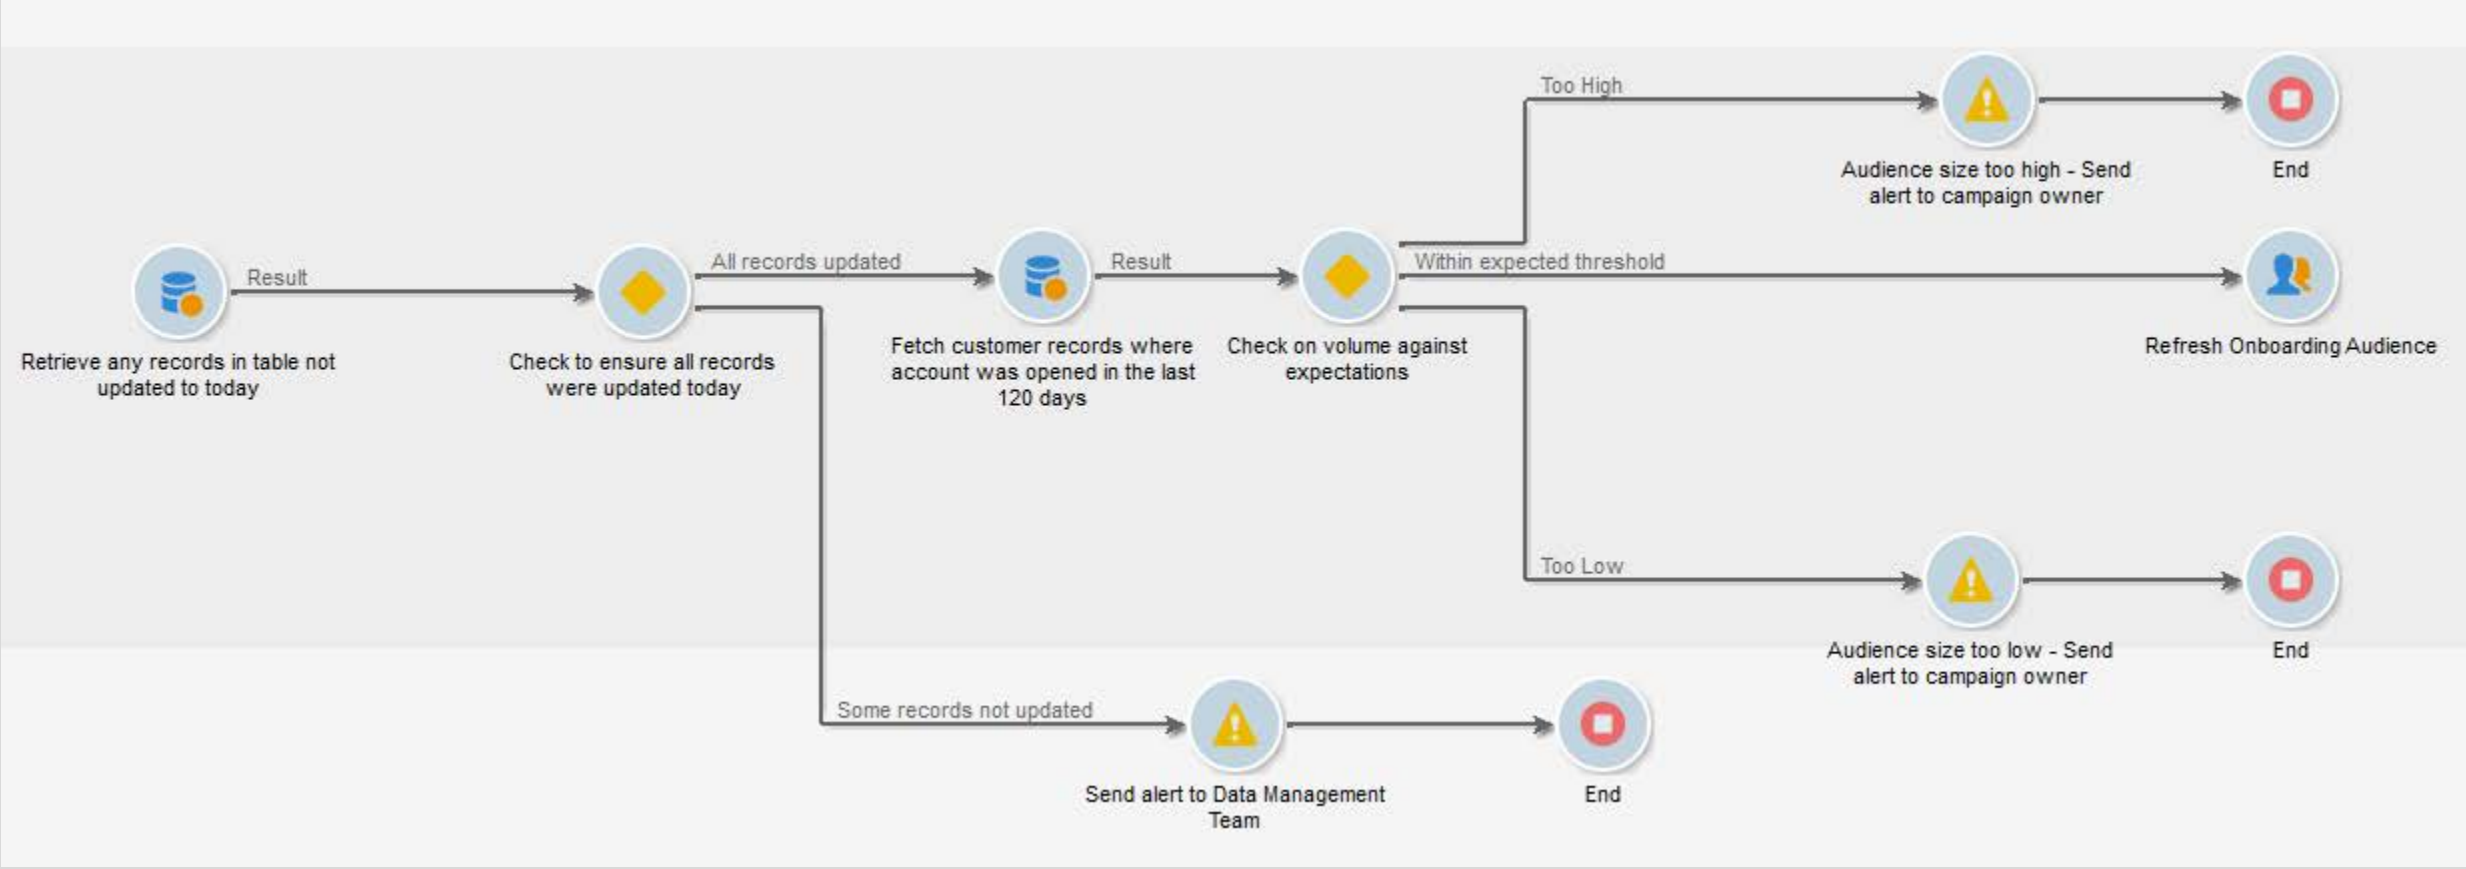 Too High
Audience size too high - Send
alert to campaign owner
End
Result
All records updated
Result
Within expected threshold
Retrieve any records in table not
updated to today
Check to ensure all records
were updated today
Fetch customer records where
account was opened in the last
120 days
Check on volume against
expectations
Refresh Onboarding Audience
Too Low
Audience size too low - Send
alert to campaign owner
End
Some records not updated
Send alert to Data Management
Team
End